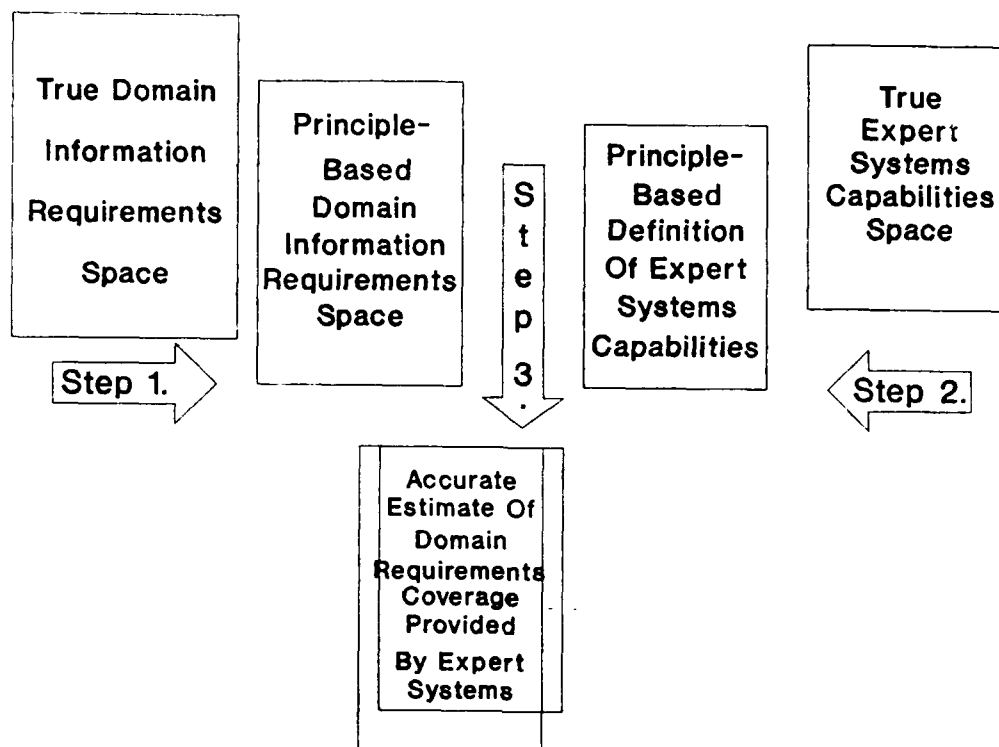 True Domain
Information
Requirements
Space
Principle-
Based
Domain
Information
Requirements
Space
Step 3.
Principle-
Based
Definition
Of Expert
Systems
Capabilities
True
Expert
Systems
Capabilities
Space
Step 1.
Step 2.
Accurate
Estimate Of
Domain
Requirements
Coverage
Provided
By Expert
Systems